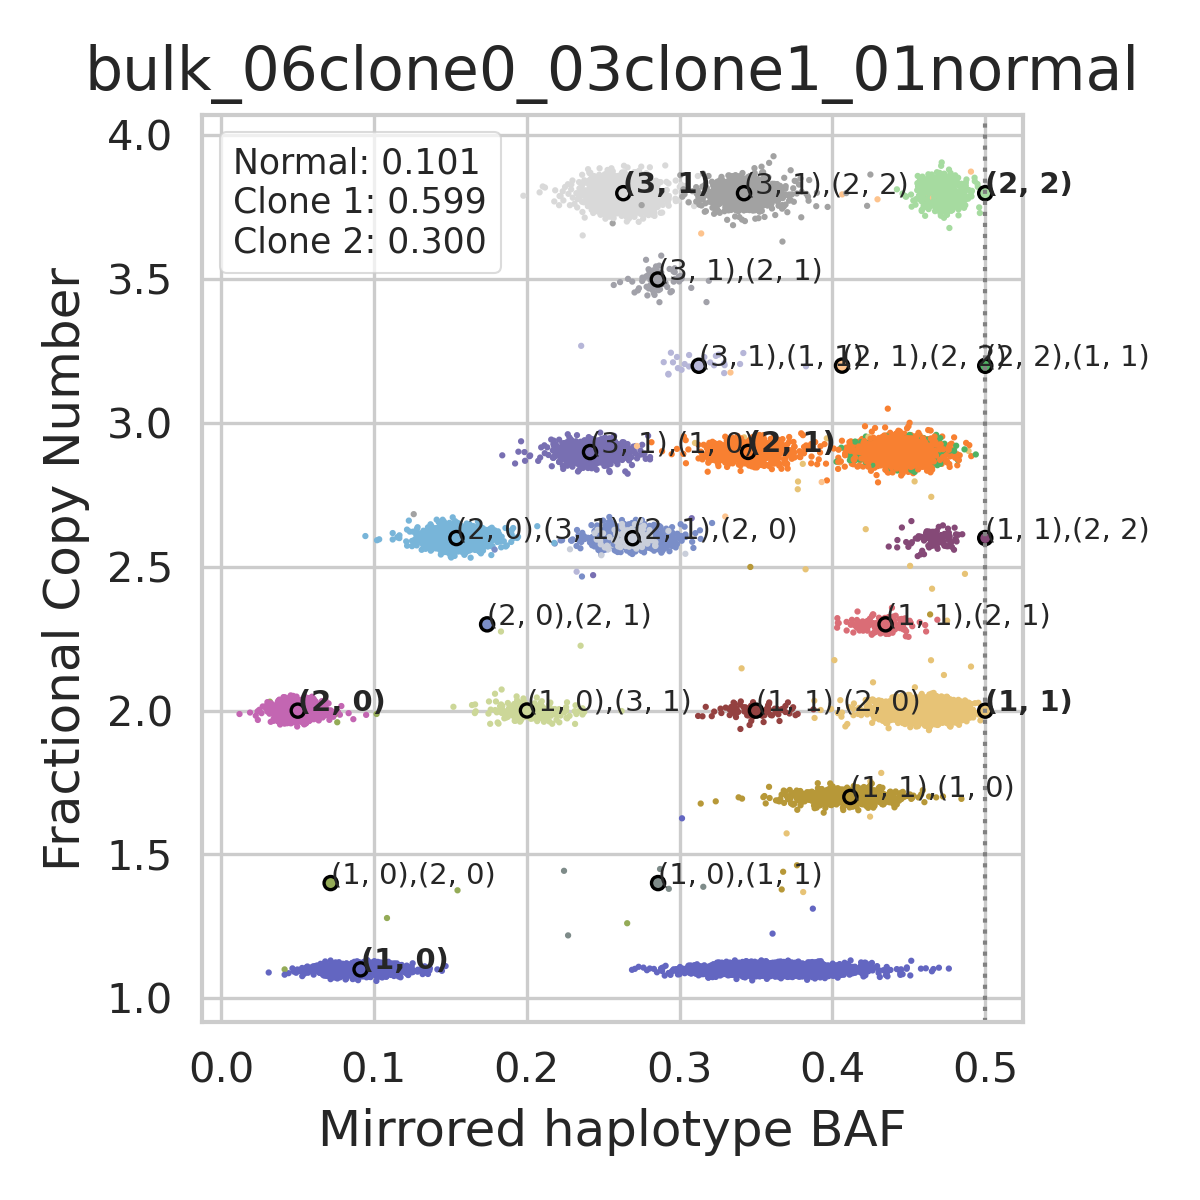 bulk_06clone0_03clone1_01normal
Normal: 0.101
Clone 1: 0.599
Clone 2: 0.300
Fractional Copy Number
4.0
3.5
3.0
2.5
2.0
1.5
1.0
(3, 1)
(3, 1),(2, 2)
(2, 2)
(3, 1),(2, 1)
(3, 1),(1, 1)
(2, 1),(2, 2)
(2, 2),(1, 1)
(3, 1),(1, 0)
(2, 1)
(2, 0),(3, 1)
(2, 1),(2, 0)
(1, 1),(2, 2)
(2, 0),(2, 1)
(1, 1),(2, 1)
(2, 0)
(1, 0),(3, 1)
(1, 1),(2, 0)
(1, 1)
(1, 1),(1, 0)
(1, 0),(2, 0)
(1, 0),(1, 1)
(1, 0)
0.0 0.1 0.2 0.3 0.4 0.5
Mirrored haplotype BAF